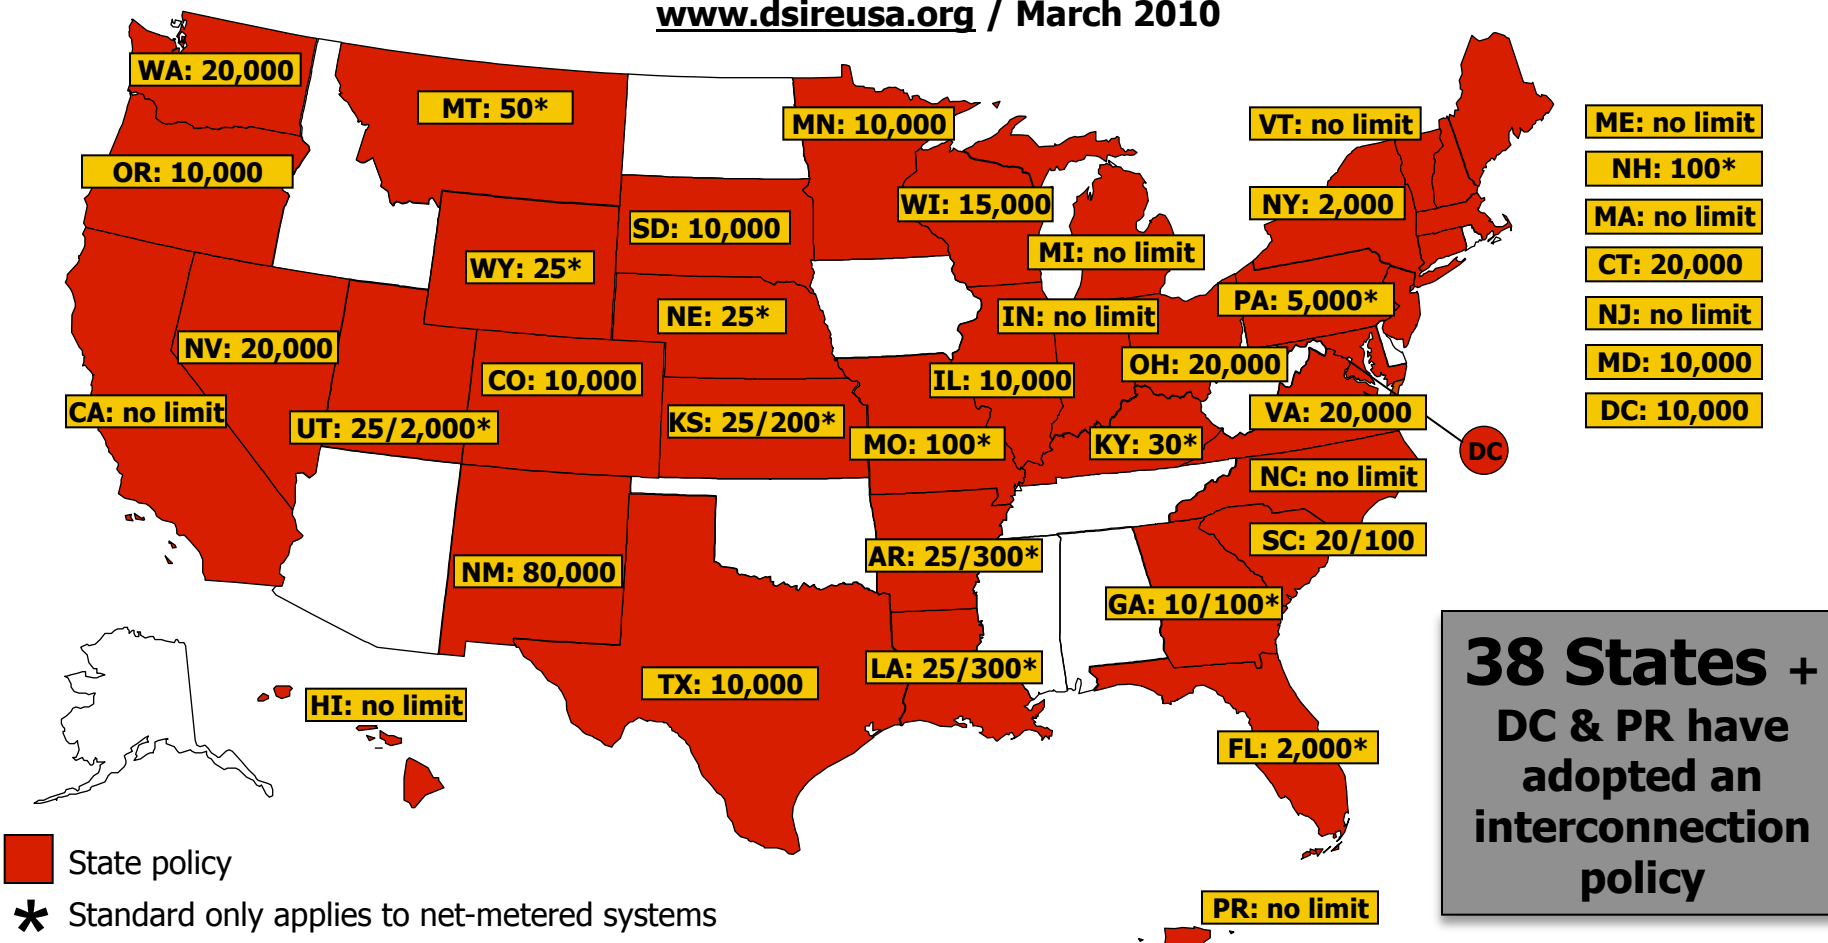 www.dsireusa.org / March 2010
WA: 20,000
MT: 50*
MN: 10,000
VT: no limit
ME: no limit
OR: 10,000
NH: 100*
WI: 15,000
NY: 2,000
MA: no limit
SD: 10,000
MI: no limit
WY: 25*
CT: 20,000
NE: 25*
IN: no limit
PA: 5,000*
NJ: no limit
NV: 20,000
CO: 10,000
IL: 10,000
OH: 20,000
MD: 10,000
CA: no limit
UT: 25/2,000*
KS: 25/200*
MO: 100*
KY: 30*
VA: 20,000
DC: 10,000
DC
NC: no limit
NM: 80,000
AR: 25/300*
SC: 20/100
GA: 10/100*
TX: 10,000
LA: 25/300*
HI: no limit
FL: 2,000*
38 States +
DC & PR have
adopted an
interconnection
policy
State policy
* Standard only applies to net-metered systems
PR: no limit